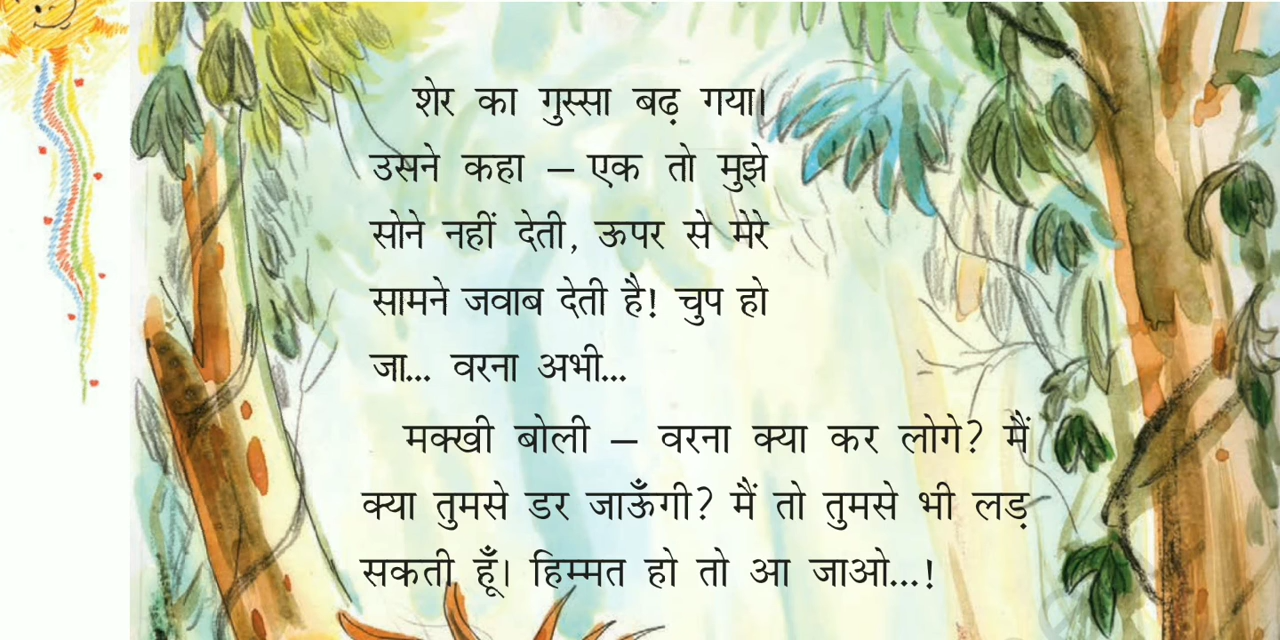 शेर का गुस्सा बढ़ गया।
उसने कहा – एक तो मुझे
सोने नहीं देती, ऊपर से मेरे
सामने जवाब देती है! चुप हो
जा... वरना अभी...
मक्खी बोली – वरना क्या कर लोगे? मैं
क्या तुमसे डर जाऊँगी? मैं तो तुमसे भी लड़
सकती हूँ। हिम्मत हो तो आ जाओ...!